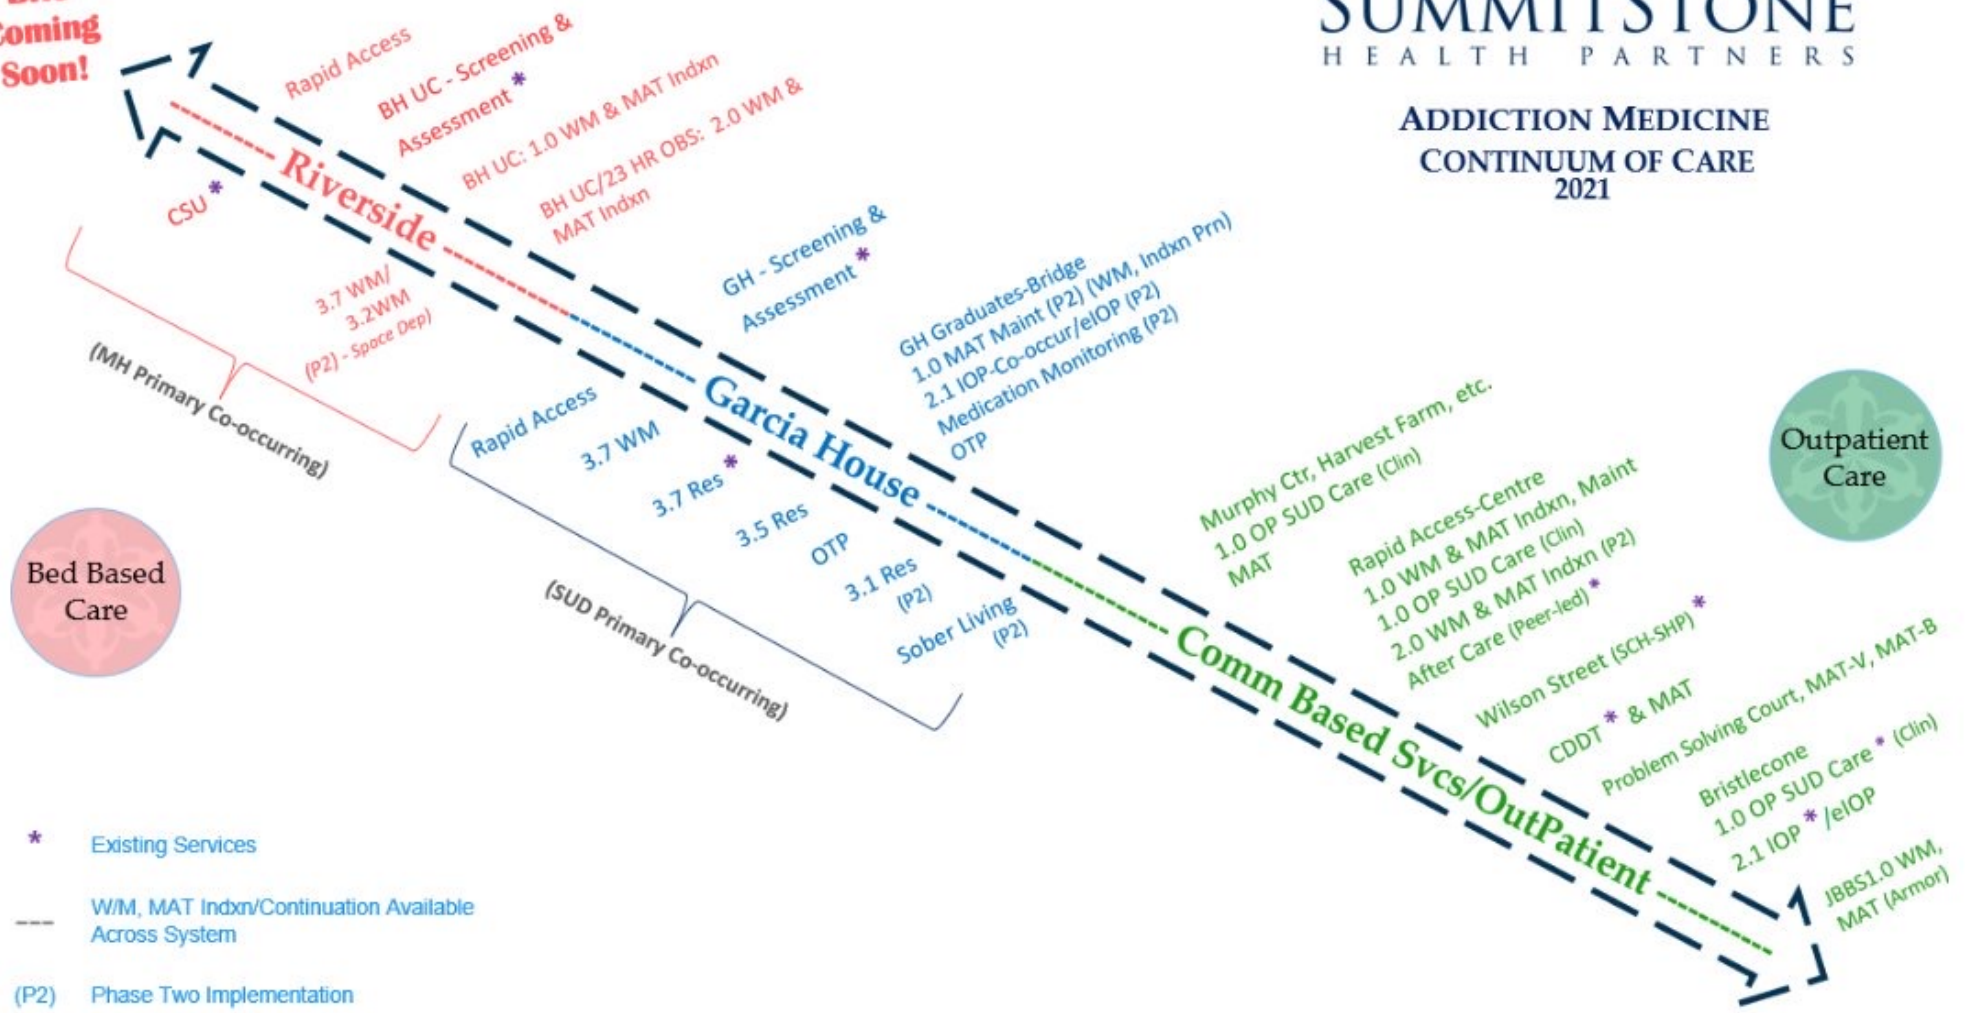 Coming
Soon!
SUMMITSTONE
HEALTH PARTNERS
ADDICTION MEDICINE
CONTINUUM OF CARE
2021
Rapid Access
BH UC - Screening &
Assessment *
BH UC: 1.0 WM & MAT Indxn
BH UC/23 HR OBS: 2.0 WM &
MAT Indxn
Riverside
CSU *
3.7 WM/
3.2WM
(P2) - Space Dep)
(MH Primary Co-occurring)
GH - Screening &
Assessment *
GH Graduates-Bridge
1.0 MAT Maint (P2) (WM, Indxn Prn)
2.1 IOP-Co-occur/eIOP (P2)
Medication Monitoring (P2)
OTP
Garcia House
Rapid Access
3.7 WM
3.7 Res *
3.5 Res
OTP
3.1 Res
(P2)
Sober Living
(P2)
(SUD Primary Co-occurring)
Murphy Ctr, Harvest Farm, etc.
1.0 OP SUD Care (Clin)
MAT
Rapid Access-Centre
1.0 WM & MAT Indxn, Maint
1.0 OP SUD Care (Clin)
2.0 WM & MAT Indxn (P2)
After Care (Peer-led) *
Wilson Street (SCH-SHP) *
CDDT * & MAT
Problem Solving Court, MAT-V, MAT-B
Bristlecone
1.0 OP SUD Care * (Clin)
2.1 IOP * /eIOP
JBBS1.0 WM,
MAT (Armor)
Comm Based Svcs/OutPatient
Outpatient
Care
Bed Based
Care
* Existing Services
--- W/M, MAT Indxn/Continuation Available
Across System
(P2) Phase Two Implementation